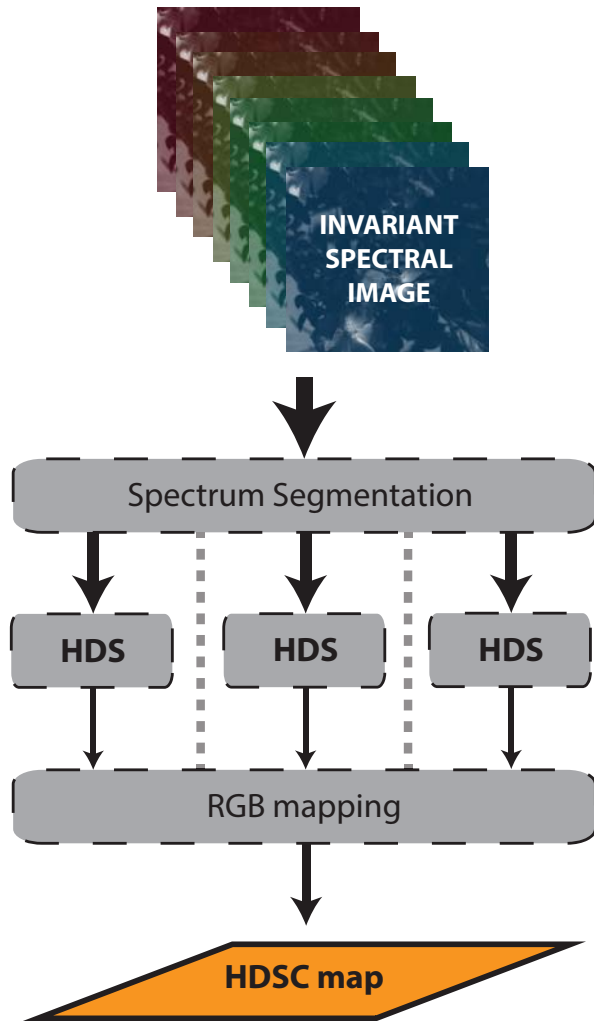 INVARIANT
SPECTRAL
IMAGE
Spectrum Segmentation
HDS HDS HDS
RGB mapping
HDSC map